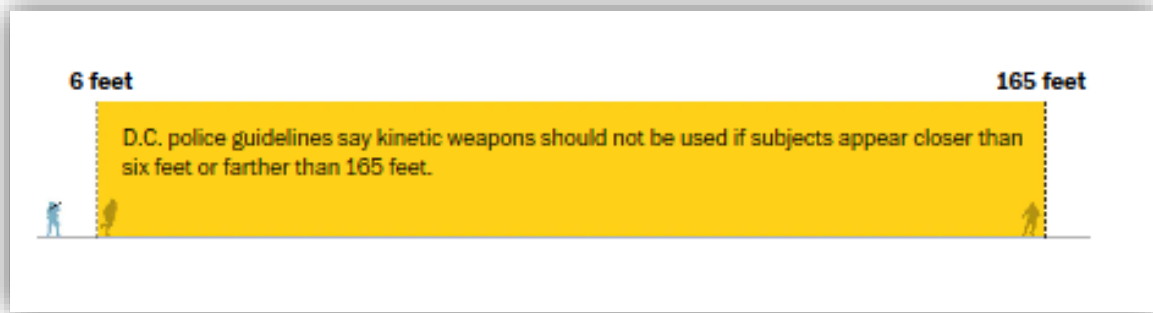 6 feet
165 feet
D.C. police guidelines say kinetic weapons should not be used if subjects appear closer than
six feet or farther than 165 feet.